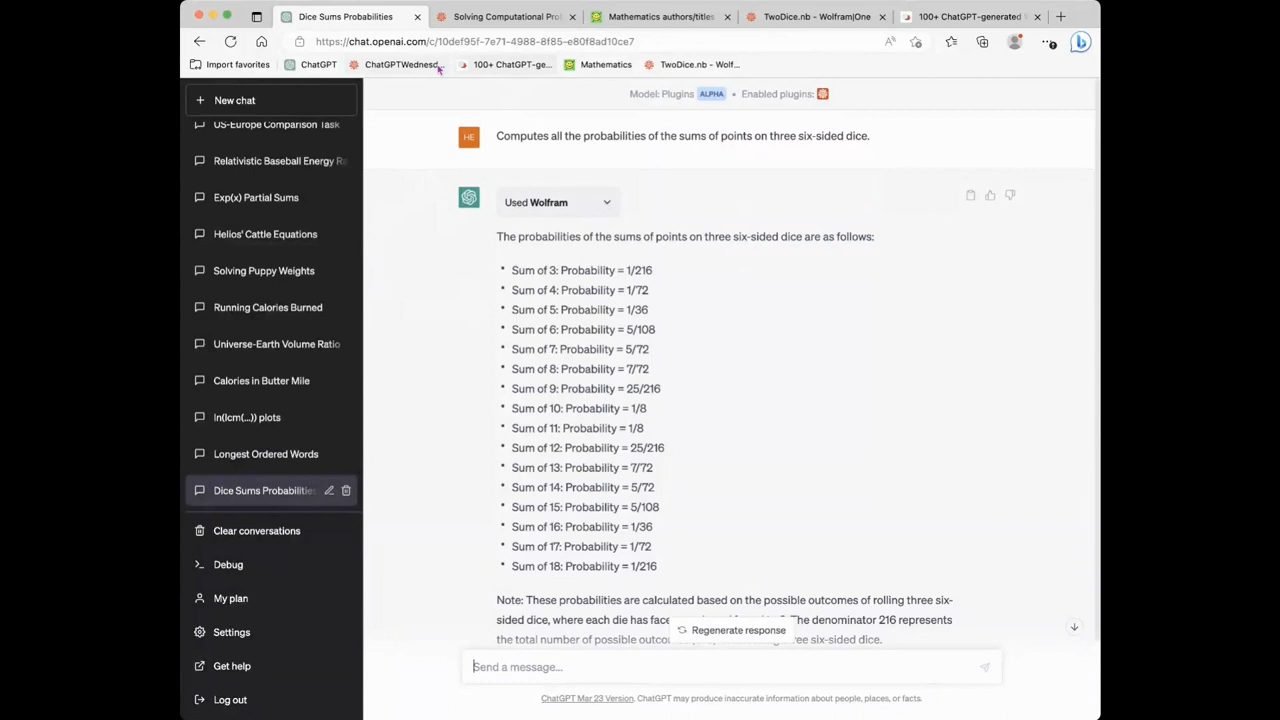 Dice Sums Probabilities
Solving Computational Pro
Mathematics authors/titles
TwoDice.nb - Wolfram|One
100+ ChatGPT-generated W
https://chat.openai.com/c/10def95f-7e71-4988-8f85-e80f8ad10ce7
Import favorites
ChatGPT
ChatGPTWednesd...
100+ ChatGPT-ge...
Mathematics
TwoDice.nb - Wolf...
New chat
US-Europe Comparison Task
Relativistic Baseball Energy Ra
Exp(x) Partial Sums
Helios' Cattle Equations
Solving Puppy Weights
Running Calories Burned
Universe-Earth Volume Ratio
Calories in Butter Mile
ln(lcm(...)) plots
Longest Ordered Words
Dice Sums Probabilities
Clear conversations
Debug
My plan
Settings
Get help
Log out
Model: Plugins ALPHA • Enabled plugins:
HE
Computes all the probabilities of the sums of points on three six-sided dice.
Used Wolfram
The probabilities of the sums of points on three six-sided dice are as follows:
• Sum of 3: Probability = 1/216
• Sum of 4: Probability = 1/72
• Sum of 5: Probability = 1/36
• Sum of 6: Probability = 5/108
• Sum of 7: Probability = 5/72
• Sum of 8: Probability = 7/72
• Sum of 9: Probability = 25/216
• Sum of 10: Probability = 1/8
• Sum of 11: Probability = 1/8
• Sum of 12: Probability = 25/216
• Sum of 13: Probability = 7/72
• Sum of 14: Probability = 5/72
• Sum of 15: Probability = 5/108
• Sum of 16: Probability = 1/36
• Sum of 17: Probability = 1/72
• Sum of 18: Probability = 1/216
Note: These probabilities are calculated based on the possible outcomes of rolling three six-
sided dice, where each die has face The denominator 216 represents
the total number of possible outco three six-sided dice.
Regenerate response
Send a message...
ChatGPT Mar 23 Version. ChatGPT may produce inaccurate information about people, places, or facts.